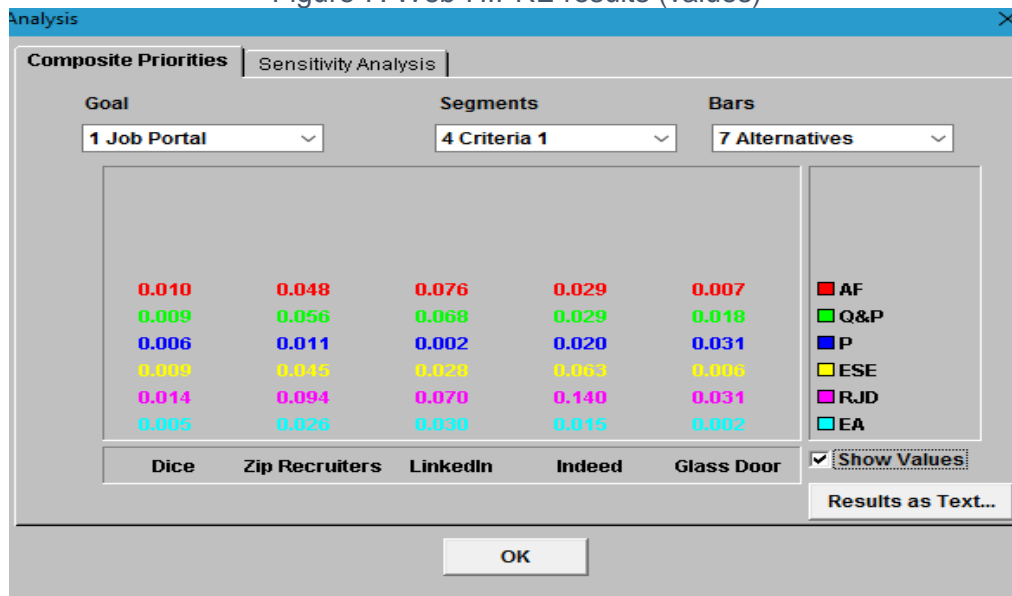 Analysis
Composite Priorities Sensitivity Analysis
Goal Segments Bars
1 Job Portal 4 Criteria 1 7 Alternatives
0.010 0.048 0.076 0.029 0.007 AF
0.009 0.056 0.068 0.029 0.018 Q&P
0.006 0.011 0.002 0.020 0.031 P
0.009 0.045 0.028 0.063 0.006 ESE
0.014 0.094 0.070 0.140 0.031 RJD
0.005 0.026 0.030 0.015 0.002 EA
Dice Zip Recruiters LinkedIn Indeed Glass Door Show Values
Results as Text...
OK